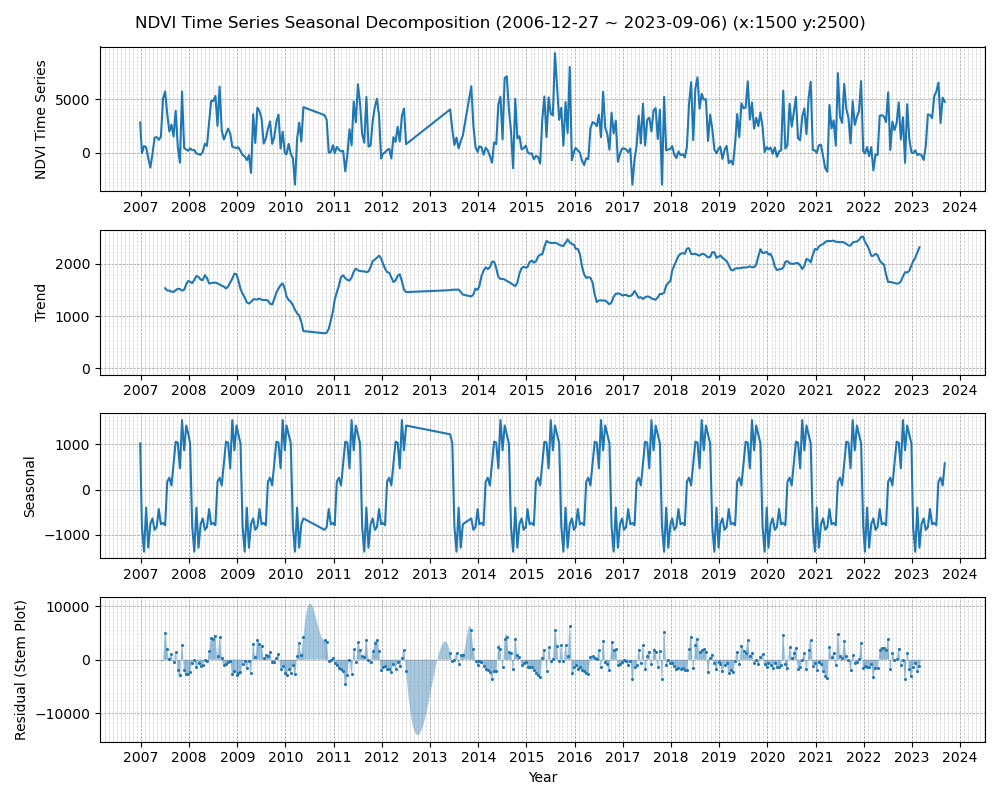 NDVI Time Series Seasonal Decomposition (2006-12-27 ~ 2023-09-06) (x:1500 y:2500)
NDVI Time Series
5000
0
2007 2008 2009 2010 2011 2012 2013 2014 2015 2016 2017 2018 2019 2020 2021 2022 2023 2024
Trend
2000
1000
0
2007 2008 2009 2010 2011 2012 2013 2014 2015 2016 2017 2018 2019 2020 2021 2022 2023 2024
Seasonal
1000
0
−1000
2007 2008 2009 2010 2011 2012 2013 2014 2015 2016 2017 2018 2019 2020 2021 2022 2023 2024
Residual (Stem Plot)
10000
0
−10000
2007 2008 2009 2010 2011 2012 2013 2014 2015 2016 2017 2018 2019 2020 2021 2022 2023 2024
Year